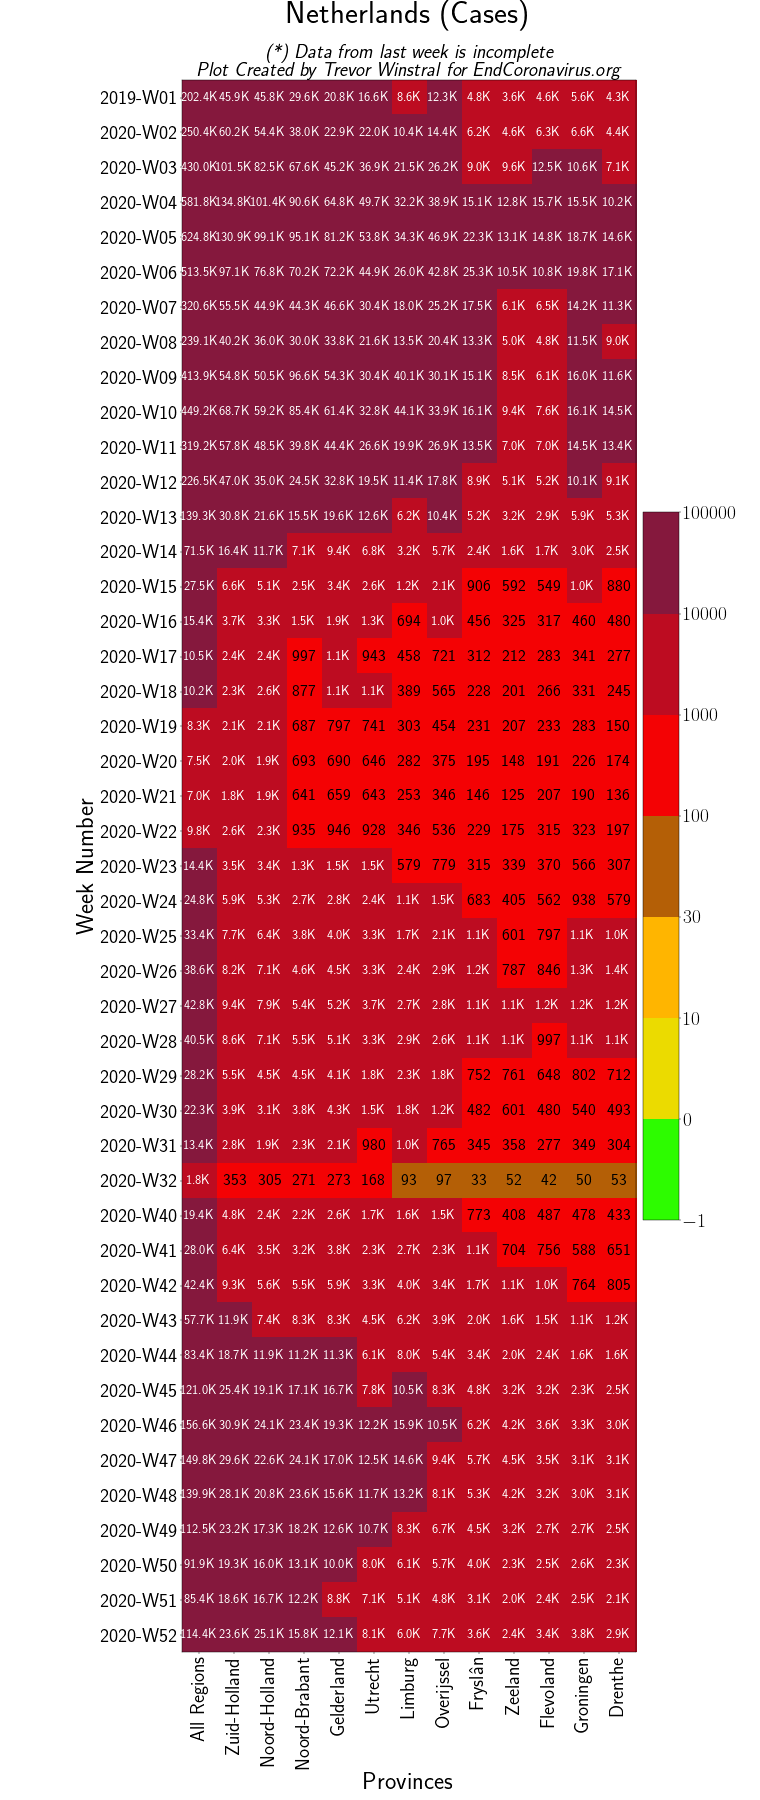 Netherlands (Cases)
(*) Data from last week is incomplete
Plot Created by Trevor Winstral for EndCoronavirus.org
2019-W01 202.4K 45.9K 45.8K 29.6K 20.8K 16.6K 8.6K 12.3K 4.8K 3.6K 4.6K 5.6K 4.3K
2020-W02 250.4K 60.2K 54.4K 38.0K 22.9K 22.0K 10.4K 14.4K 6.2K 4.6K 6.3K 6.6K 4.4K
2020-W03 430.0K 101.5K 82.5K 67.6K 45.2K 36.9K 21.5K 26.2K 9.0K 9.6K 12.5K 10.6K 7.1K
2020-W04 581.8K 134.8K 101.4K 90.6K 64.8K 49.7K 32.2K 38.9K 15.1K 12.8K 15.7K 15.5K 10.2K
2020-W05 624.8K 130.9K 99.1K 95.1K 81.2K 53.8K 34.3K 46.9K 22.3K 13.1K 14.8K 18.7K 14.6K
2020-W06 513.5K 97.1K 76.8K 70.2K 72.2K 44.9K 26.0K 42.8K 25.3K 10.5K 10.8K 19.8K 17.1K
2020-W07 320.6K 55.5K 44.9K 44.3K 46.6K 30.4K 18.0K 25.2K 17.5K 6.1K 6.5K 14.2K 11.3K
2020-W08 239.1K 40.2K 36.0K 30.0K 33.8K 21.6K 13.5K 20.4K 13.3K 5.0K 4.8K 11.5K 9.0K
2020-W09 413.9K 54.8K 50.5K 96.6K 54.3K 30.4K 40.1K 30.1K 15.1K 8.5K 6.1K 16.0K 11.6K
2020-W10 449.2K 68.7K 59.2K 85.4K 61.4K 32.8K 44.1K 33.9K 16.1K 9.4K 7.6K 16.1K 14.5K
2020-W11 319.2K 57.8K 48.5K 39.8K 44.4K 26.6K 19.9K 26.9K 13.5K 7.0K 7.0K 14.5K 13.4K
2020-W12 226.5K 47.0K 35.0K 24.5K 32.8K 19.5K 11.4K 17.8K 8.9K 5.1K 5.2K 10.1K 9.1K
2020-W13 139.3K 30.8K 21.6K 15.5K 19.6K 12.6K 6.2K 10.4K 5.2K 3.2K 2.9K 5.9K 5.3K
2020-W14 71.5K 16.4K 11.7K 7.1K 9.4K 6.8K 3.2K 5.7K 2.4K 1.6K 1.7K 3.0K 2.5K
2020-W15 27.5K 6.6K 5.1K 2.5K 3.4K 2.6K 1.2K 2.1K 906 592 549 1.0K 880
2020-W16 15.4K 3.7K 3.3K 1.5K 1.9K 1.3K 694 1.0K 456 325 317 460 480
2020-W17 10.5K 2.4K 2.4K 997 1.1K 943 458 721 312 212 283 341 277
2020-W18 10.2K 2.3K 2.6K 877 1.1K 1.1K 389 565 228 201 266 331 245
2020-W19 8.3K 2.1K 2.1K 687 797 741 303 454 231 207 233 283 150
2020-W20 7.5K 2.0K 1.9K 693 690 646 282 375 195 148 191 226 174
2020-W21 7.0K 1.8K 1.9K 641 659 643 253 346 146 125 207 190 136
2020-W22 9.8K 2.6K 2.3K 935 946 928 346 536 229 175 315 323 197
2020-W23 14.4K 3.5K 3.4K 1.3K 1.5K 1.5K 579 779 315 339 370 566 307
2020-W24 24.8K 5.9K 5.3K 2.7K 2.8K 2.4K 1.1K 1.5K 683 405 562 938 579
2020-W25 33.4K 7.7K 6.4K 3.8K 4.0K 3.3K 1.7K 2.1K 1.1K 601 797 1.1K 1.0K
2020-W26 38.6K 8.2K 7.1K 4.6K 4.5K 3.3K 2.4K 2.9K 1.2K 787 846 1.3K 1.4K
2020-W27 42.8K 9.4K 7.9K 5.4K 5.2K 3.7K 2.7K 2.8K 1.1K 1.1K 1.2K 1.2K 1.2K
2020-W28 40.5K 8.6K 7.1K 5.5K 5.1K 3.3K 2.9K 2.6K 1.1K 1.1K 997 1.1K 1.1K
2020-W29 28.2K 5.5K 4.5K 4.5K 4.1K 1.8K 2.3K 1.8K 752 761 648 802 712
2020-W30 22.3K 3.9K 3.1K 3.8K 4.3K 1.5K 1.8K 1.2K 482 601 480 540 493
2020-W31 13.4K 2.8K 1.9K 2.3K 2.1K 980 1.0K 765 345 358 277 349 304
2020-W32 1.8K 353 305 271 273 168 93 97 33 52 42 50 53
2020-W40 19.4K 4.8K 2.4K 2.2K 2.6K 1.7K 1.6K 1.5K 773 408 487 478 433
2020-W41 28.0K 6.4K 3.5K 3.2K 3.8K 2.3K 2.7K 2.3K 1.1K 704 756 588 651
2020-W42 42.4K 9.3K 5.6K 5.5K 5.9K 3.3K 4.0K 3.4K 1.7K 1.1K 1.0K 764 805
2020-W43 57.7K 11.9K 7.4K 8.3K 8.3K 4.5K 6.2K 3.9K 2.0K 1.6K 1.5K 1.1K 1.2K
2020-W44 83.4K 18.7K 11.9K 11.2K 11.3K 6.1K 8.0K 5.4K 3.4K 2.0K 2.4K 1.6K 1.6K
2020-W45 121.0K 25.4K 19.1K 17.1K 16.7K 7.8K 10.5K 8.3K 4.8K 3.2K 3.2K 2.3K 2.5K
2020-W46 156.6K 30.9K 24.1K 23.4K 19.3K 12.2K 15.9K 10.5K 6.2K 4.2K 3.6K 3.3K 3.0K
2020-W47 149.8K 29.6K 22.6K 24.1K 17.0K 12.5K 14.6K 9.4K 5.7K 4.5K 3.5K 3.1K 3.1K
2020-W48 139.9K 28.1K 20.8K 23.6K 15.6K 11.7K 13.2K 8.1K 5.3K 4.2K 3.2K 3.0K 3.1K
2020-W49 112.5K 23.2K 17.3K 18.2K 12.6K 10.7K 8.3K 6.7K 4.5K 3.2K 2.7K 2.7K 2.5K
2020-W50 91.9K 19.3K 16.0K 13.1K 10.0K 8.0K 6.1K 5.7K 4.0K 2.3K 2.5K 2.6K 2.3K
2020-W51 85.4K 18.6K 16.7K 12.2K 8.8K 7.1K 5.1K 4.8K 3.1K 2.0K 2.4K 2.5K 2.1K
2020-W52 114.4K 23.6K 25.1K 15.8K 12.1K 8.1K 6.0K 7.7K 3.6K 2.4K 3.4K 3.8K 2.9K
Week Number
All Regions
Zuid-Holland
Noord-Holland
Noord-Brabant
Gelderland
Utrecht
Limburg
Overijssel
Fryslân
Zeeland
Flevoland
Groningen
Drenthe
Provinces
100000
10000
1000
100
30
10
0
−1